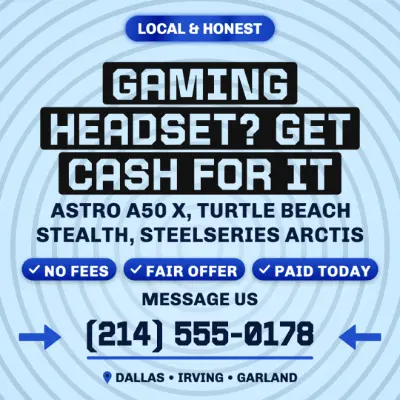 LOCAL & HONEST
GAMING
HEADSET? GET
CASH FOR IT
ASTRO A50 X, TURTLE BEACH
STEALTH, STEELSERIES ARCTIS
✓ NO FEES ✓ FAIR OFFER ✓ PAID TODAY
MESSAGE US
(214) 555-0178
DALLAS • IRVING • GARLAND